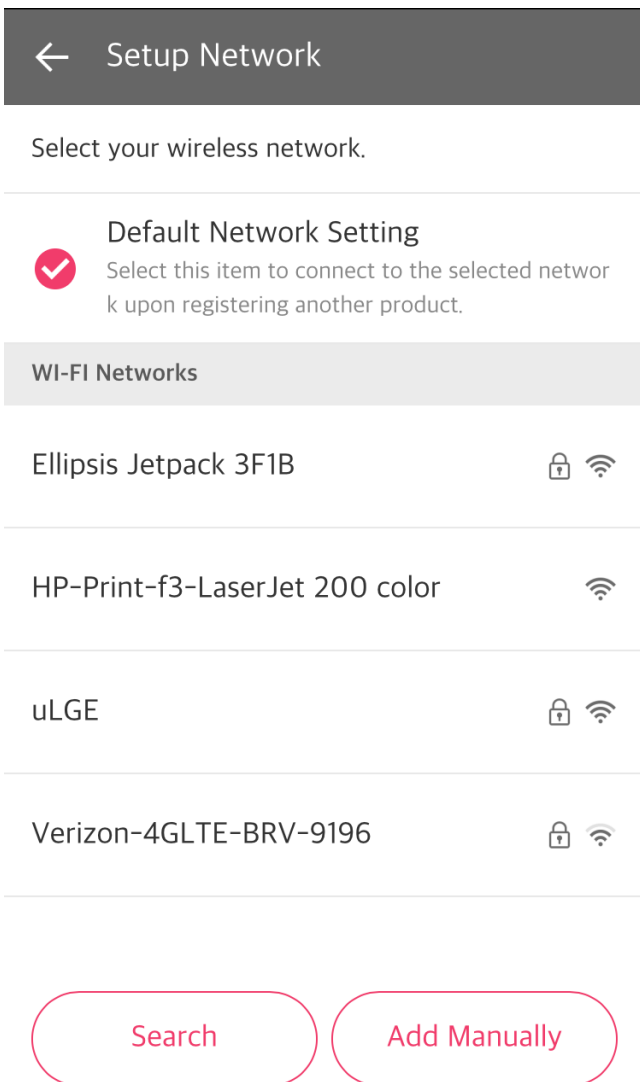 Setup Network
Select your wireless network.
Default Network Setting
Select this item to connect to the selected networ
k upon registering another product.
WI-FI Networks
Ellipsis Jetpack 3F1B
HP-Print-f3-LaserJet 200 color
uLGE
Verizon-4GLTE-BRV-9196
Search
Add Manually